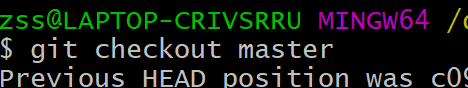 zss@LAPTOP-CRIVSRRU MINGW64
$ git checkout master
Previous HEAD position was